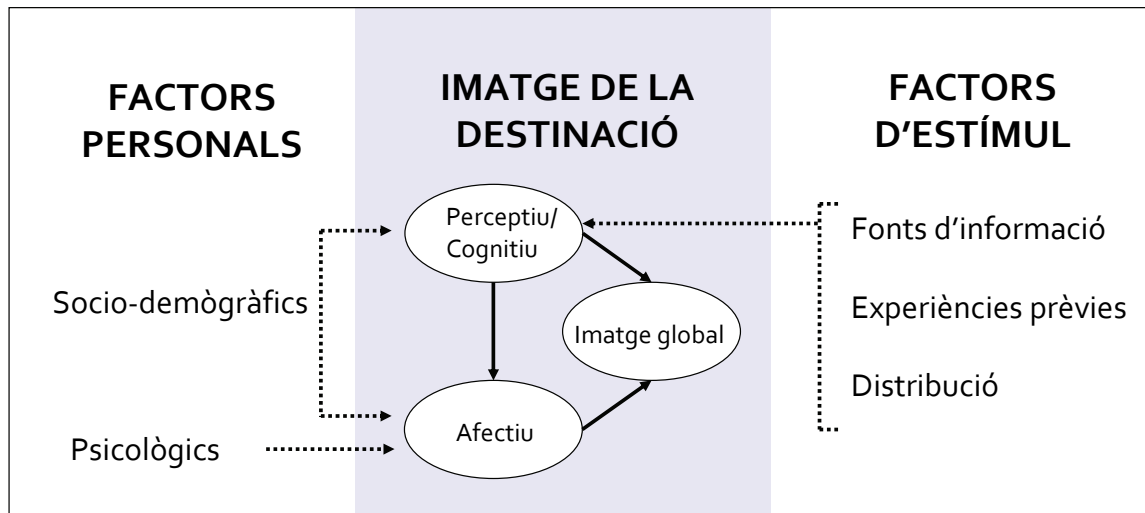 FACTORS
PERSONALS
IMATGE DE LA
DESTINACIÓ
FACTORS
D’ESTÍMUL
Perceptiu/
Cognitiu
Fonts d’informació
Socio-demògràfics
Experiències prèvies
Imatge global
Distribució
Afectiu
Psicològics